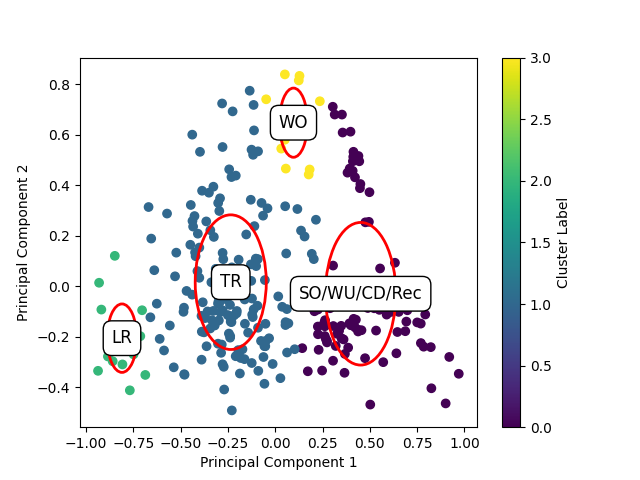 WO
TR
SO/WU/CD/Rec
LR
0.8
0.6
0.4
0.2
0.0
−0.2
−0.4
Principal Component 2
−1.00 −0.75 −0.50 −0.25 0.00 0.25 0.50 0.75 1.00
Principal Component 1
3.0
2.5
2.0
1.5
1.0
0.5
0.0
Cluster Label